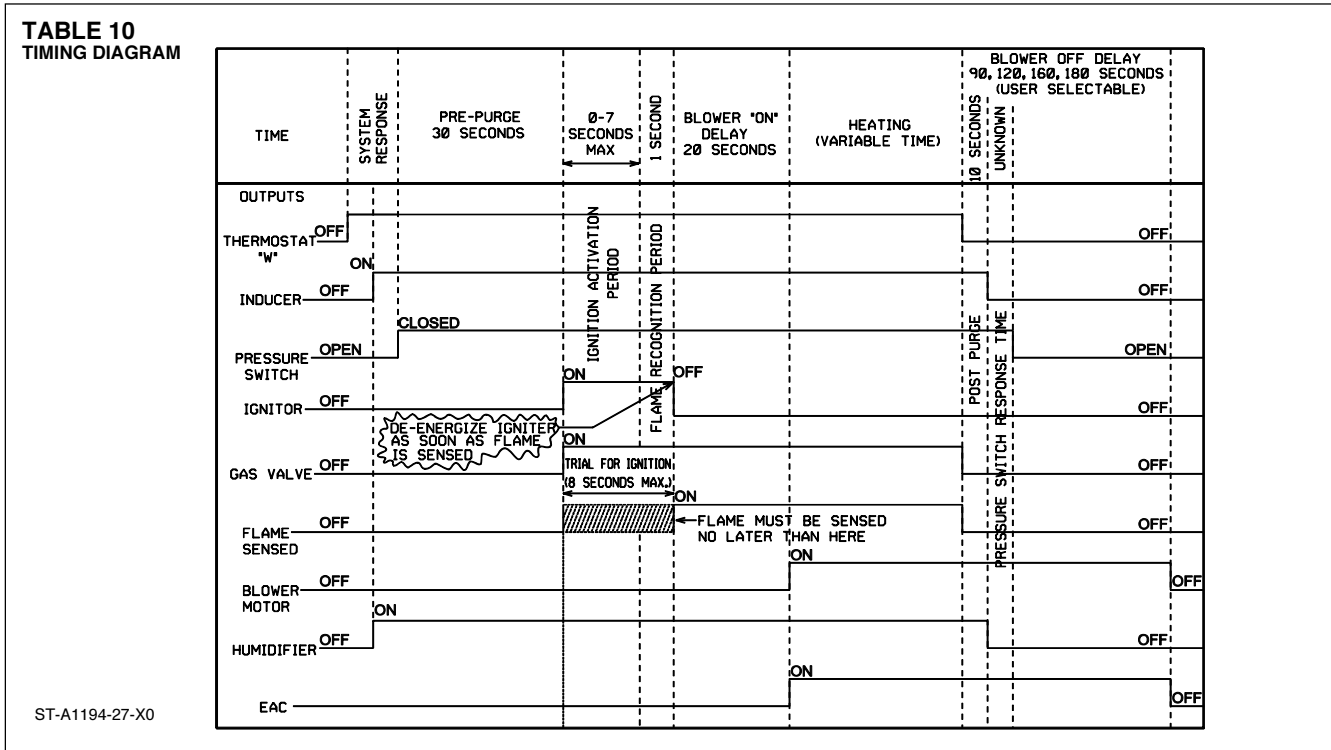 TABLE 10
TIMING DIAGRAM
TIME
SYSTEM
RESPONSE
PRE-PURGE
30 SECONDS
0-7
SECONDS
MAX
1 SECOND
BLOWER "ON"
DELAY
20 SECONDS
HEATING
(VARIABLE TIME)
10 SECONDS
UNKNOWN
BLOWER OFF DELAY
90, 120, 160, 180 SECONDS
(USER SELECTABLE)
OUTPUTS
THERMOSTAT
"W"
OFF
OFF
INDUCER
OFF
ON
OFF
PRESSURE
SWITCH
OPEN
CLOSED
OPEN
IGNITION ACTIVATION
PERIOD
FLAME RECOGNITION PERIOD
POST PURGE
PRESSURE SWITCH RESPONSE TIME
IGNITOR
OFF
ON
OFF
OFF
DE-ENERGIZE IGNITER
AS SOON AS FLAME
IS SENSED
GAS VALVE
OFF
ON
OFF
TRIAL FOR IGNITION
(8 SECONDS MAX.)
FLAME
SENSED
OFF
ON
FLAME MUST BE SENSED
NO LATER THAN HERE
OFF
BLOWER
MOTOR
OFF
ON
OFF
HUMIDIFIER
OFF
ON
OFF
EAC
ON
OFF
ST-A1194-27-X0